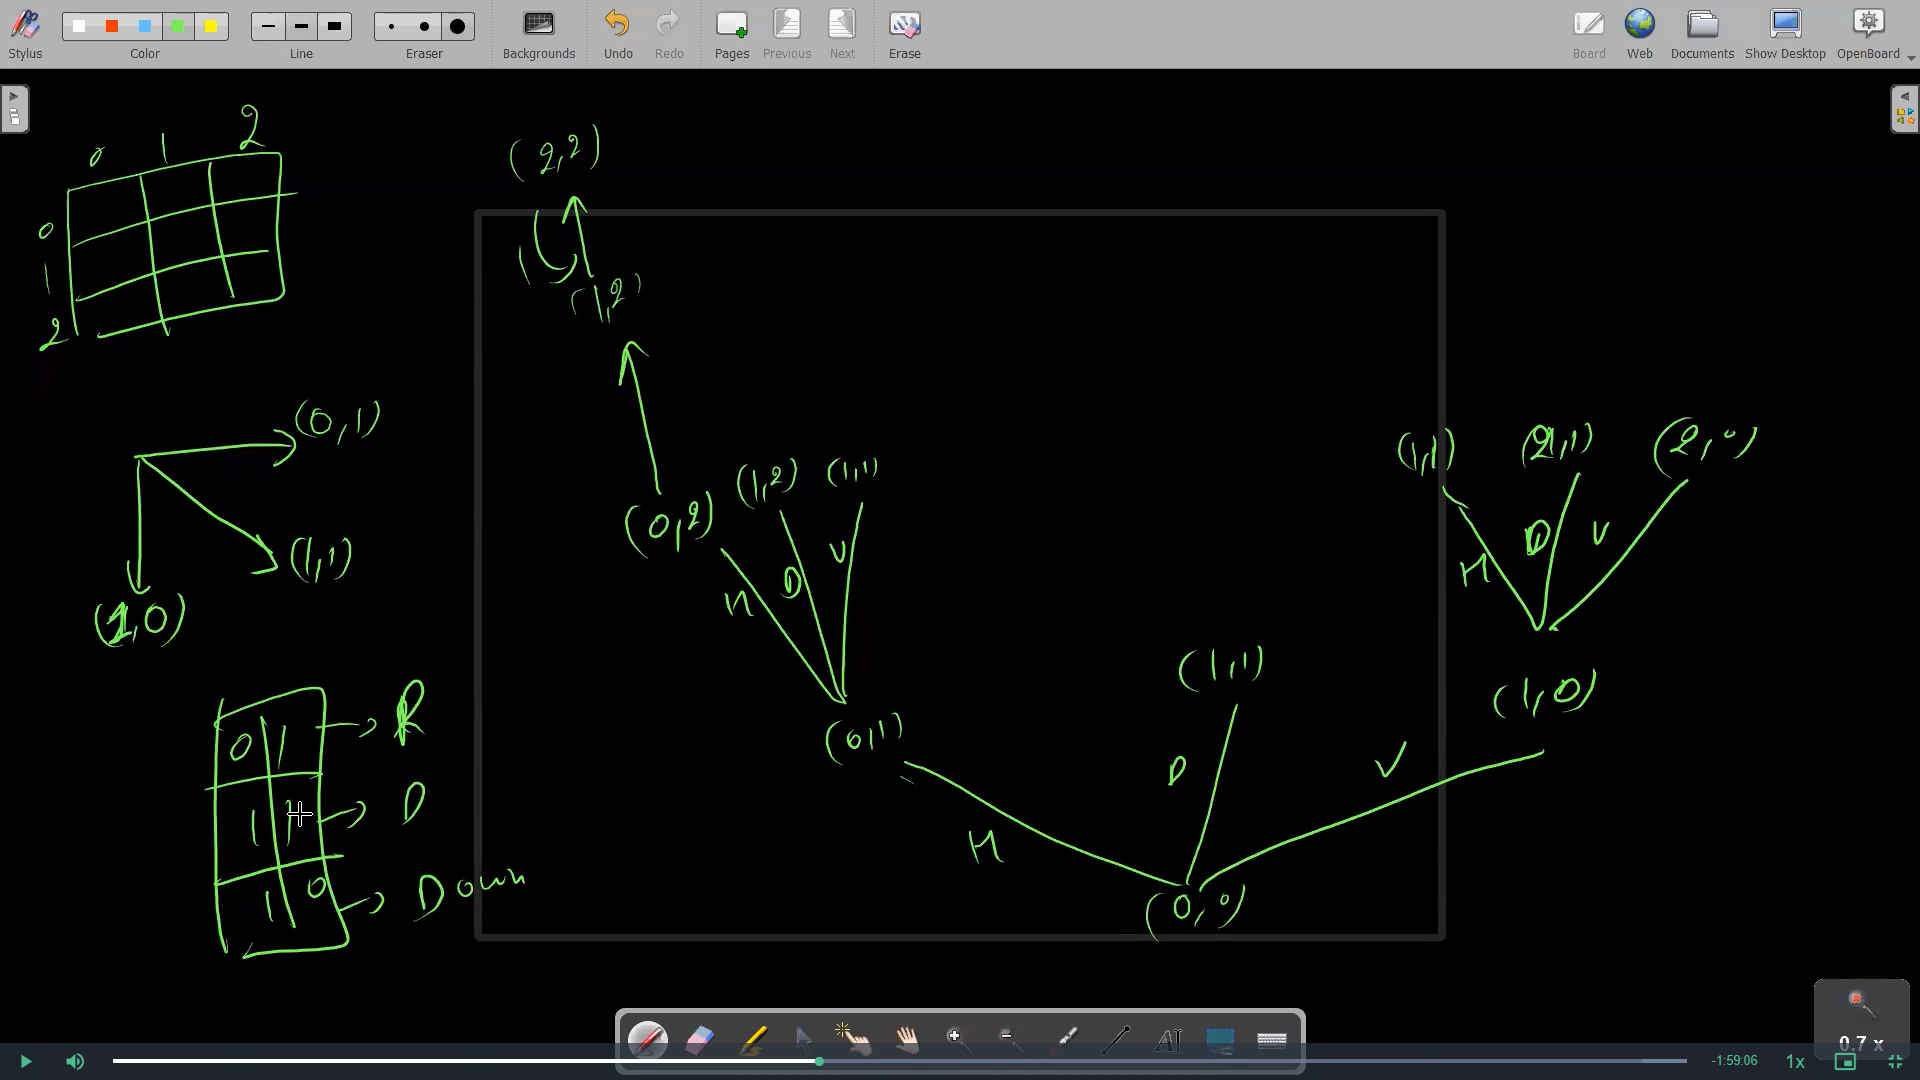 Stylus
Color
Line
Eraser
Backgrounds
Undo
Redo
Pages
Previous
Next
Erase
Board
Web
Documents
Show Desktop
OpenBoard
0 1 2
0
1
2
(0,1)
(1,1)
(1,0)
0 1 → R
1 1 → D
1 0 → Down
(2,2)
(1,2)
(0,2)
(1,2)
(1,1)
H
D
V
(0,1)
H
(1,1)
D
V
(0,0)
(1,1)
(2,1)
(2,0)
H
D
V
(1,0)
0.7 x
-1:59:06
1x